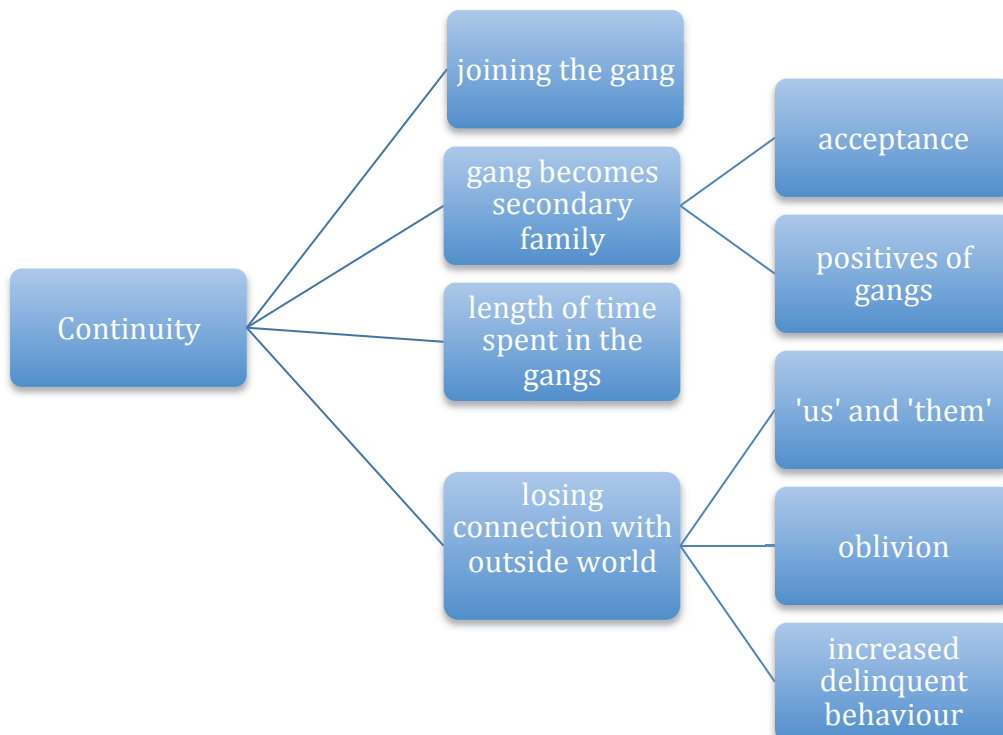 Continuity
joining the gang
gang becomes
secondary
family
acceptance
positives of
gangs
length of time
spent in the
gangs
losing
connection with
outside world
'us' and 'them'
oblivion
increased
delinquent
behaviour